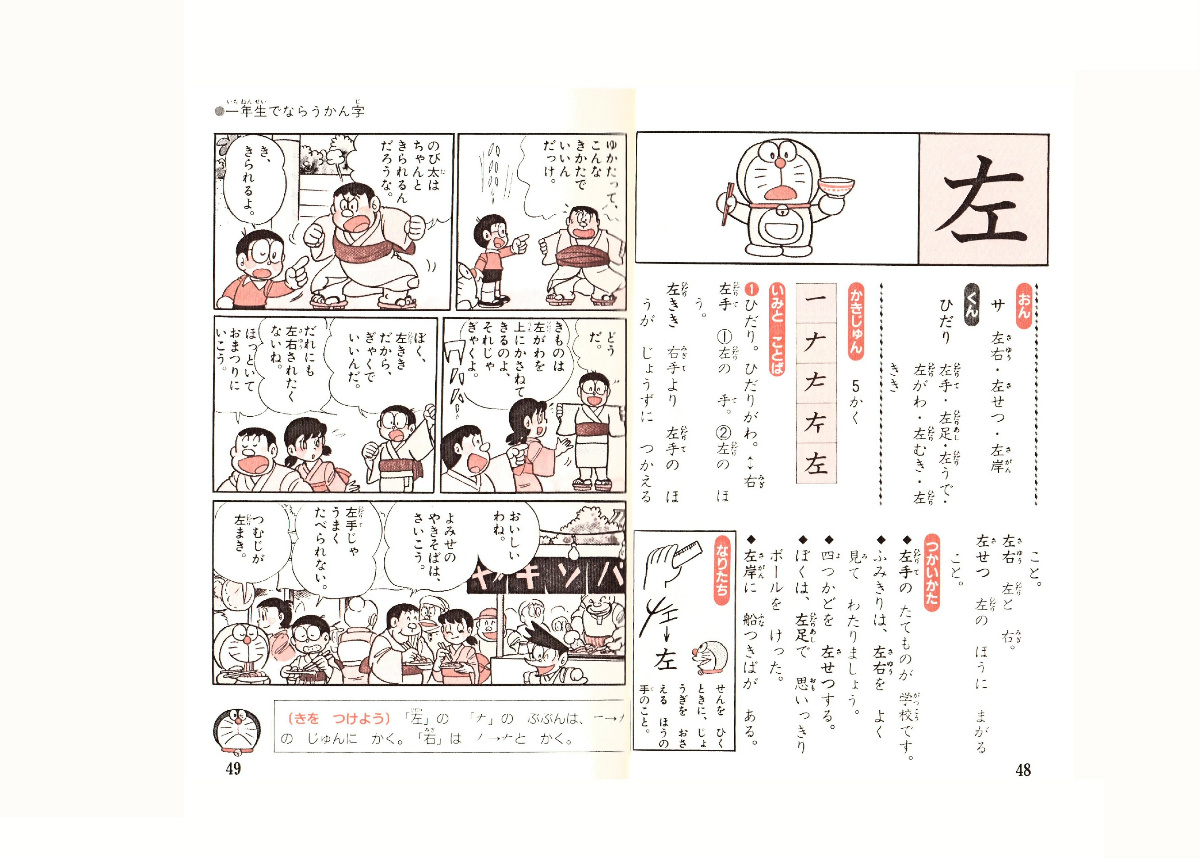 左
おん
サ 左右・左せつ・左岸
くん
ひだり 左手・左足・左うで・
左がわ・左むき・左
きき
かきじゅん 5かく
一 ナ 左 左
いみと ことば
❶ひだり。ひだりがわ。↕右
左手 ①左の 手。②左の ほ
う。
左きき 右手より 左手の ほ
うが じょうずに つかえる
こと。
左右 左と 右。
左せつ 左の ほうに まがる
こと。
つかいかた
◆左手の たてものが 学校です。
◆ふみきりは、左右を よく
見て わたりましょう。
◆四つかどを 左せつする。
◆ぼくは、左足で 思いっきり
ボールを けった。
◆左岸に 船つきばが ある。
なりたち
左
せんを ひく
ときに、じょ
うぎを おさ
える ほうの
手のこと。
48
●一年生でならうかん字
ゆかたって、
こんな
きかたで
いいん
だっけ。
のび太は
ちゃんと
きられるん
だろうな。
き、
きられるよ。
どう
だ。
きものは
左がわを
上にかさねて
きるのよ、
それじゃ
ぎゃくよ。
ワハハハ
ぼく、
左きき
だから、
ぎゃくで
いいんだ。
だれにも
左右されたく
ないね。
ほっといて
おまつりに
いこう。
ヤキソバ
おいしい
わね。
よみせの
やきそばは、
さいこう。
左手じゃ
うまく
たべられない。
つむじが
左まき。
(きを つけよう)「左」の 「ナ」の ぶぶんは、一→ノ
の じゅんに かく。「右」は ノ→ナと かく。
49